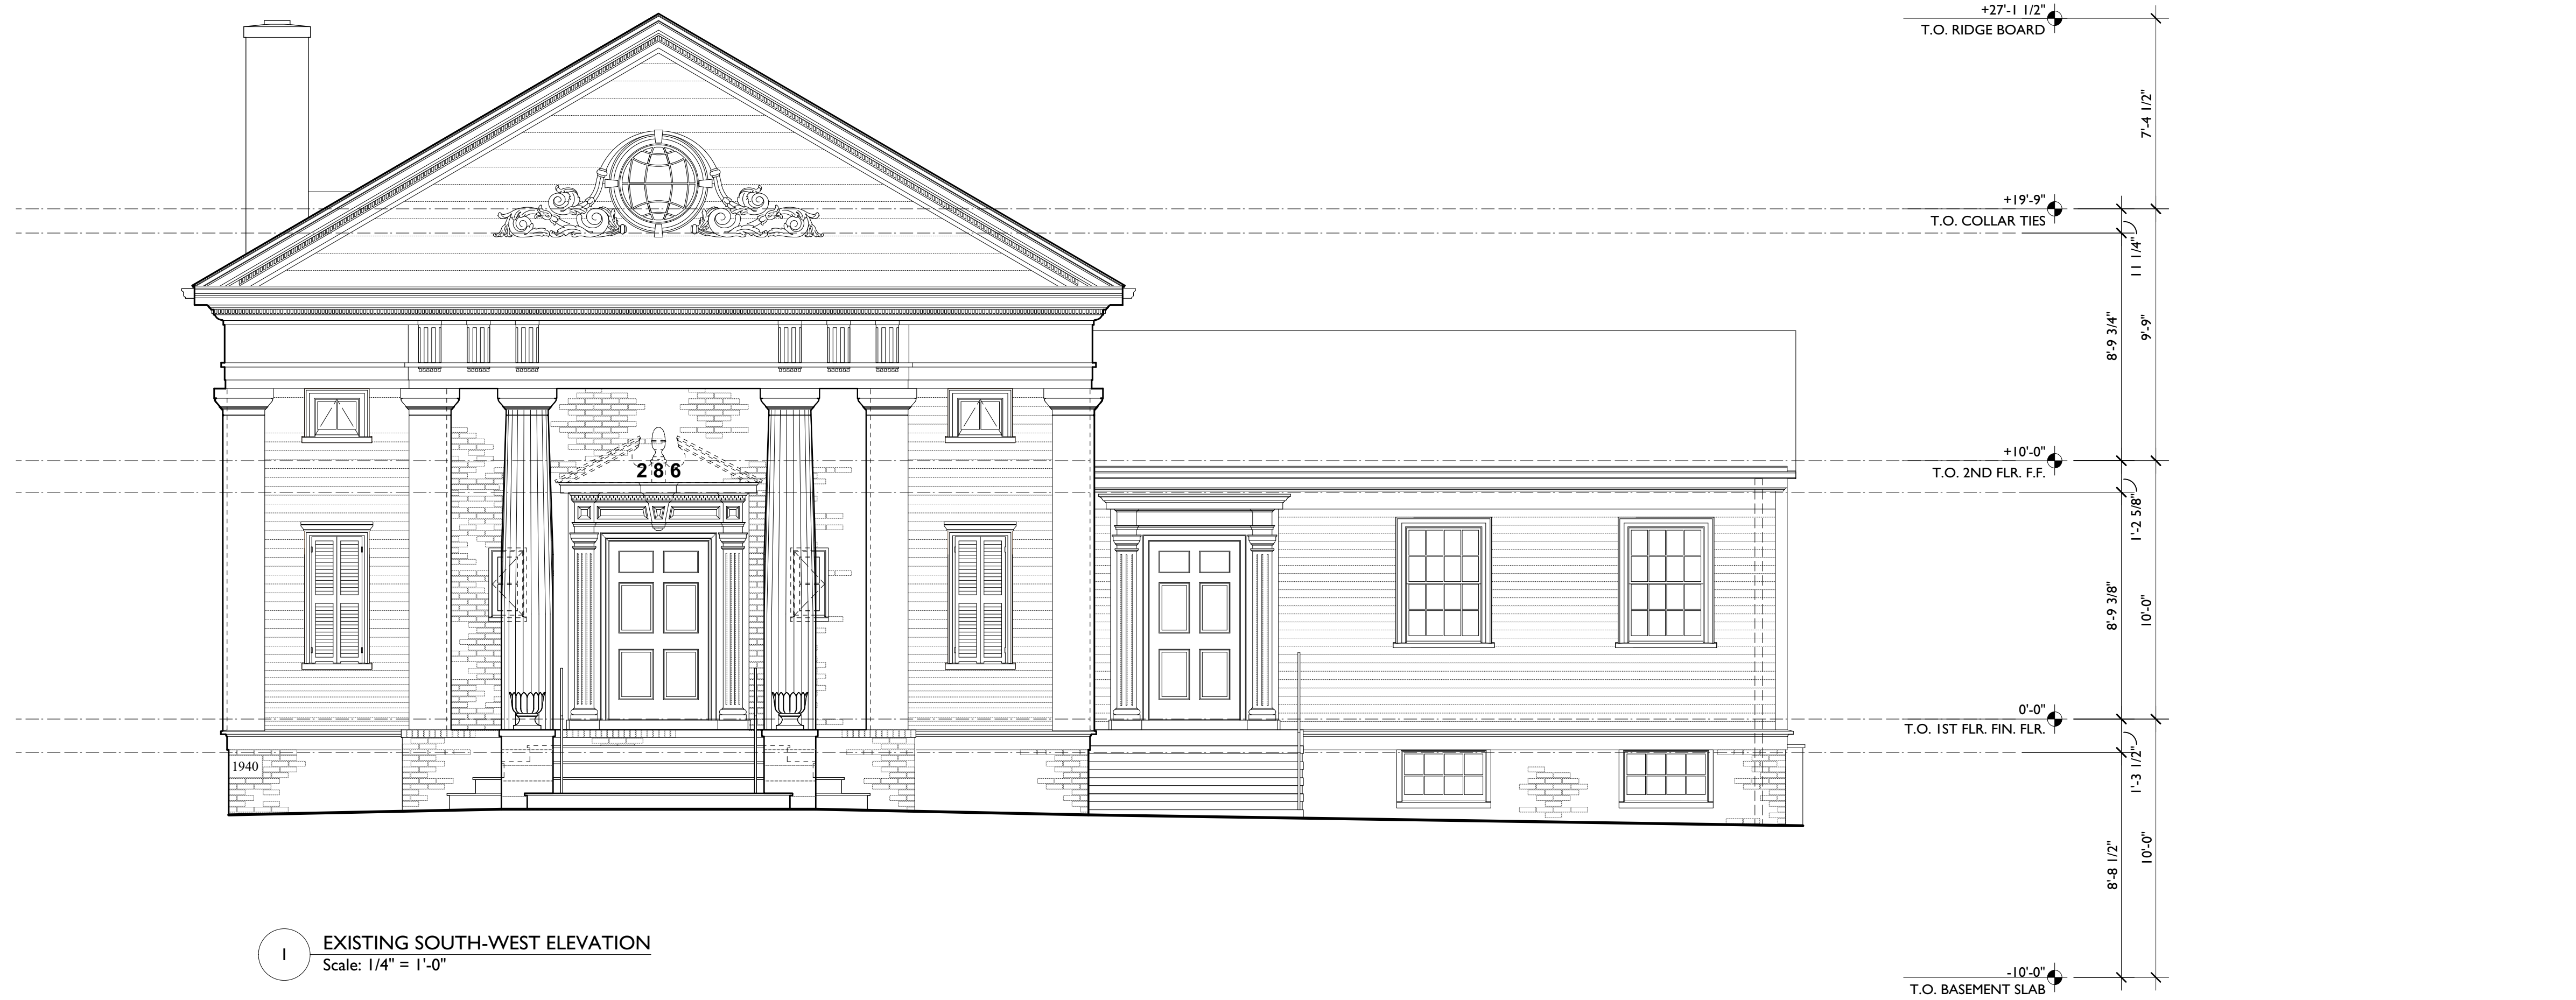 +27'-1 1/2"
T.O. RIDGE BOARD
7'-4 1/2"
+19'-9"
T.O. COLLAR TIES
11 1/4"
8'-9 3/4"
9'-9"
+10'-0"
T.O. 2ND FLR. F.F.
286
1'-2 5/8"
8'-9 3/8"
10'-0"
0'-0"
T.O. 1ST FLR. FIN. FLR.
1940
1'-3 1/2"
8'-8 1/2"
10'-0"
1
EXISTING SOUTH-WEST ELEVATION
Scale: 1/4" = 1'-0"
-10'-0"
T.O. BASEMENT SLAB